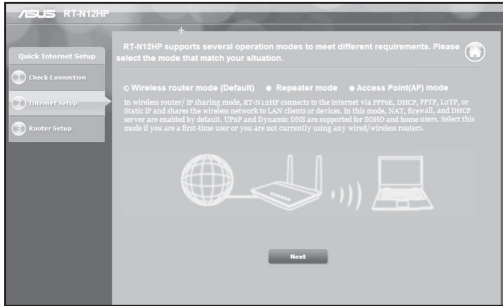 ASUS RT-N12HP
Quick Internet Setup
1 Check Connection
2 Internet Setup
3 Router Setup
RT-N12HP supports several operation modes to meet different requirements. Please
select the mode that match your situation.
Wireless router mode (Default) Repeater mode Access Point(AP) mode
In wireless router/ IP sharing mode, RT-N12HP connects to the Internet via PPPoE, DHCP, PPTP, L2TP, or
Static IP and shares the wireless network to LAN clients or devices. In this mode, NAT, firewall, and DHCP
server are enabled by default. UPnP and Dynamic DNS are supported for SOHO and home users. Select this
mode if you are a first-time user or you are not currently using any wired/wireless routers.
Next